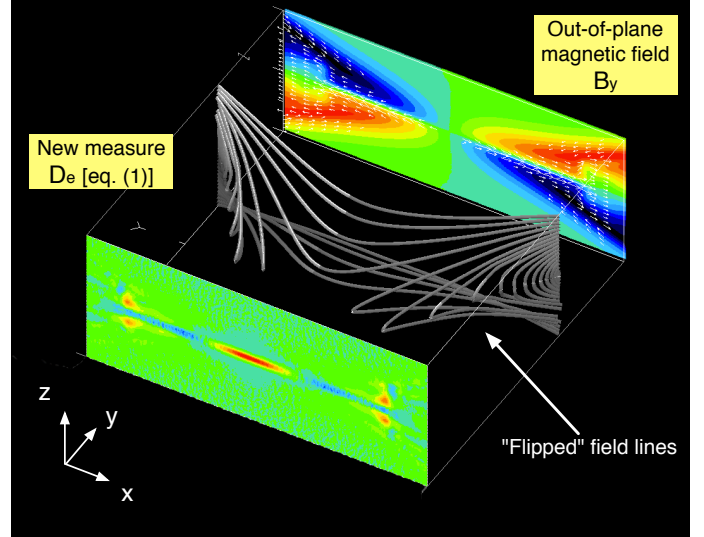 Out-of-plane
magnetic field
By
New measure
De [eq. (1)]
z
y
x
"Flipped" field lines